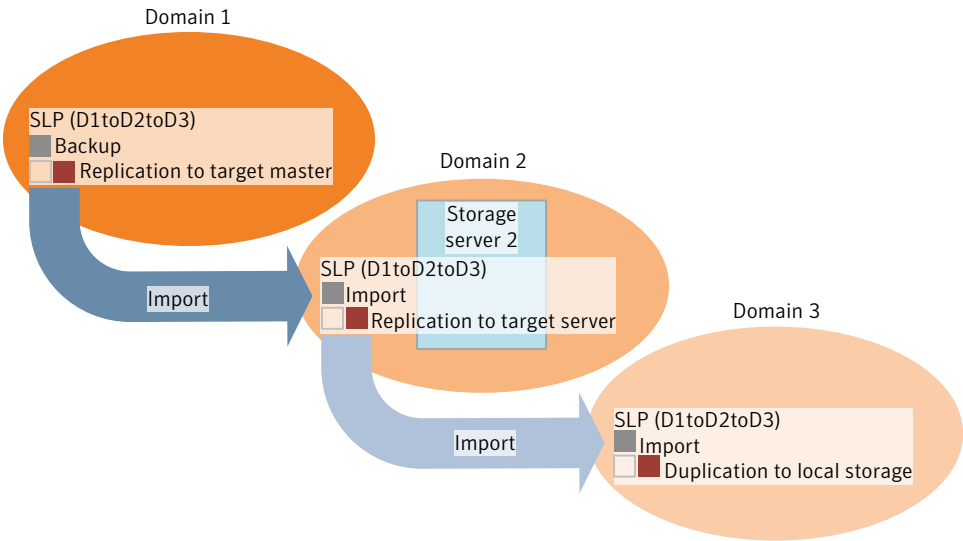 Domain 1
SLP (D1toD2toD3)
Backup
Replication to target master
Import
Domain 2
Storage
server 2
SLP (D1toD2toD3)
Import
Replication to target server
Import
Domain 3
SLP (D1toD2toD3)
Import
Duplication to local storage